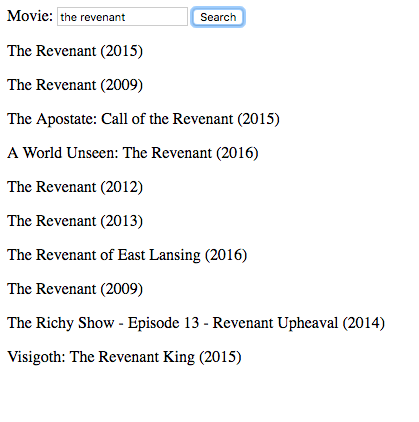 Movie: the revenant Search
The Revenant (2015)
The Revenant (2009)
The Apostate: Call of the Revenant (2015)
A World Unseen: The Revenant (2016)
The Revenant (2012)
The Revenant (2013)
The Revenant of East Lansing (2016)
The Revenant (2009)
The Richy Show - Episode 13 - Revenant Upheaval (2014)
Visigoth: The Revenant King (2015)